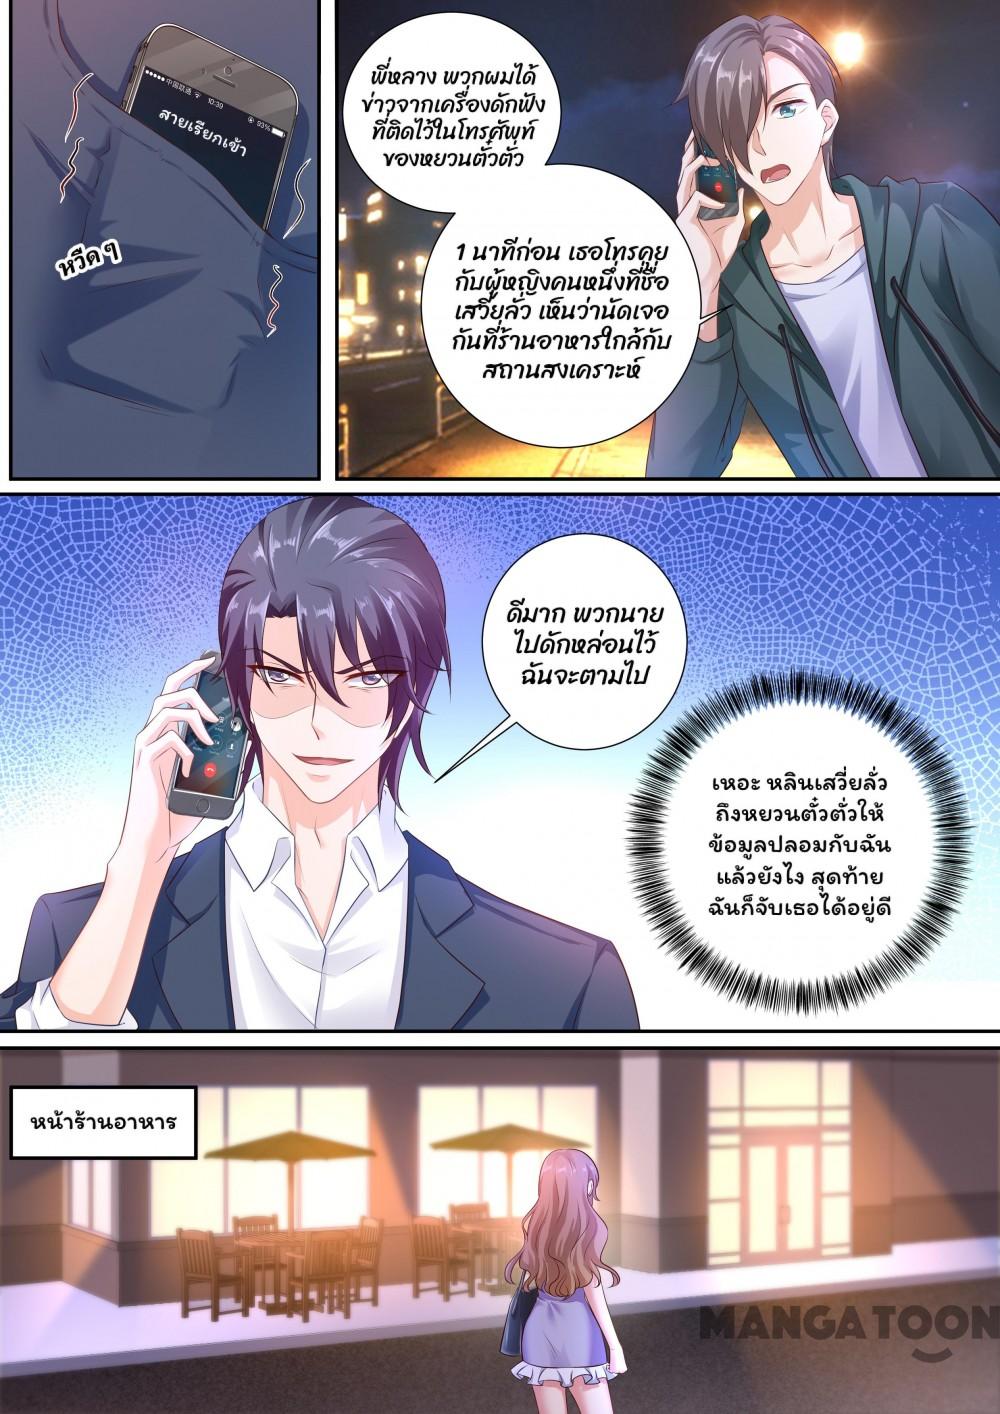 中国联通
10:39
93%
สายเรียกเข้า
หวืดๆ
พี่หลาง พวกผมได้
ข่าวจากเครื่องดักฟัง
ที่ติดไว้ในโทรศัพท์
ของหยวนตั๋วตั่ว
1 นาทีก่อน เธอโทรคุย
กับผู้หญิงคนหนึ่งที่ชื่อ
เสวี่ยลั่ว เห็นว่านัดเจอ
กันที่ร้านอาหารใกล้กับ
สถานสงเคราะห์
ดีมาก พวกนาย
ไปดักหล่อนไว้
ฉันจะตามไป
เหอะ หลินเสวี่ยลั่ว
ถึงหยวนตั๋วตั่วให้
ข้อมูลปลอมกับฉัน
แล้วยังไง สุดท้าย
ฉันก็จับเธอได้อยู่ดี
หน้าร้านอาหาร
MANGATOON